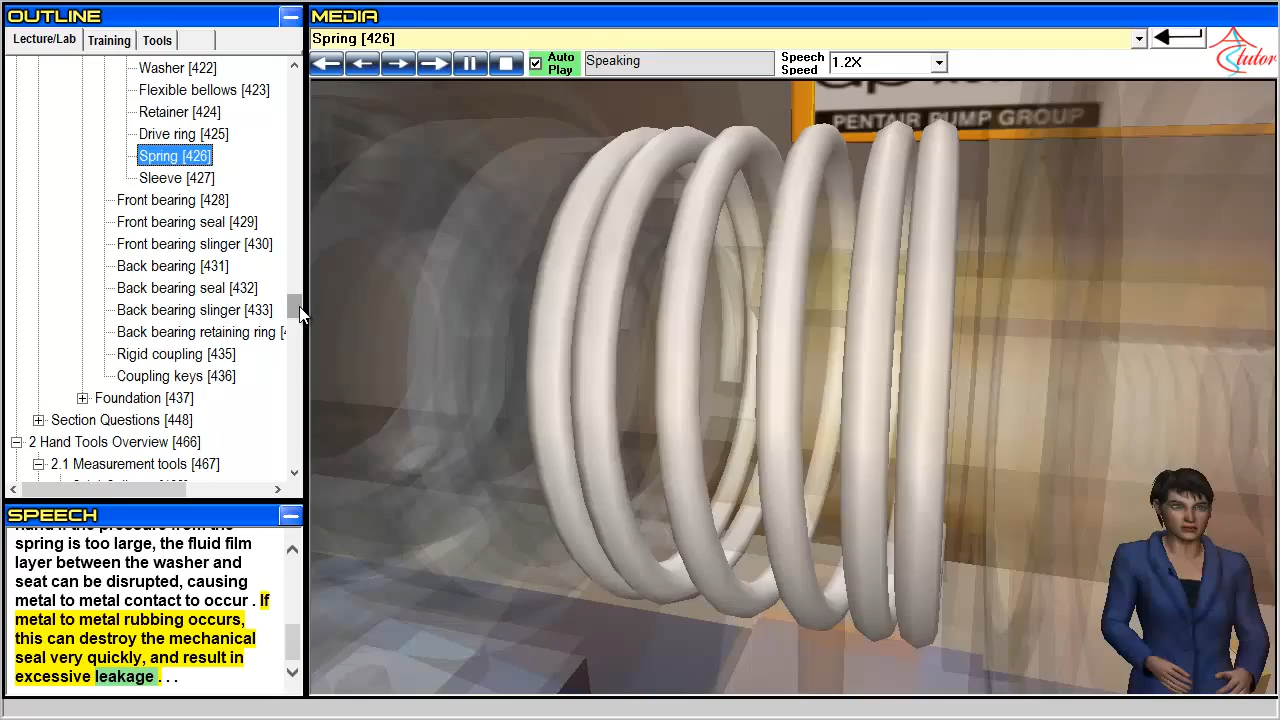 OUTLINE
Lecture/Lab
Training
Tools
Washer [422]
Flexible bellows [423]
Retainer [424]
Drive ring [425]
Spring [426]
Sleeve [427]
Front bearing [428]
Front bearing seal [429]
Front bearing slinger [430]
Back bearing [431]
Back bearing seal [432]
Back bearing slinger [433]
Back bearing retaining ring [
Rigid coupling [435]
Coupling keys [436]
Foundation [437]
Section Questions [448]
2 Hand Tools Overview [466]
2.1 Measurement tools [467]
SPEECH
spring is too large, the fluid film
layer between the washer and
seat can be disrupted, causing
metal to metal contact to occur . If
metal to metal rubbing occurs,
this can destroy the mechanical
seal very quickly, and result in
excessive leakage . . .
MEDIA
Spring [426]
Auto
Play
Speaking
Speech
Speed
1.2X
tutor
PENTAIR PUMP GROUP